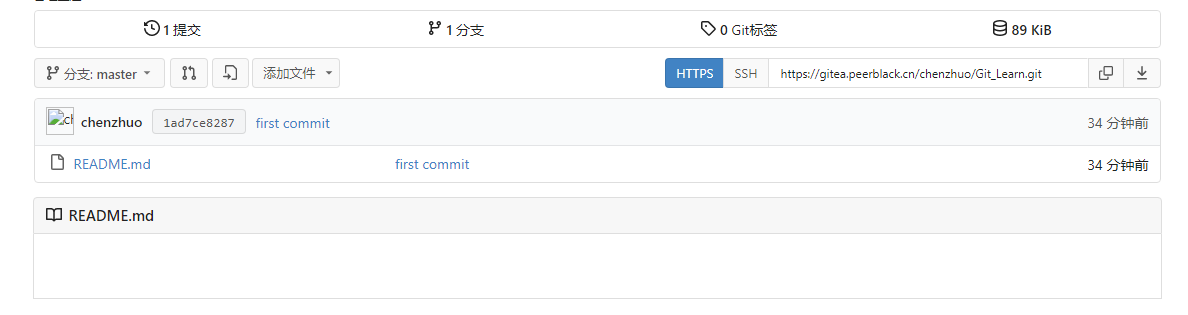 1 提交
1 分支
0 Git标签
89 KiB
分支: master
添加文件
HTTPS
SSH
https://gitea.peerblack.cn/chenzhuo/Git_Learn.git
chenzhuo
1ad7ce8287
first commit
34 分钟前
README.md
first commit
34 分钟前
README.md